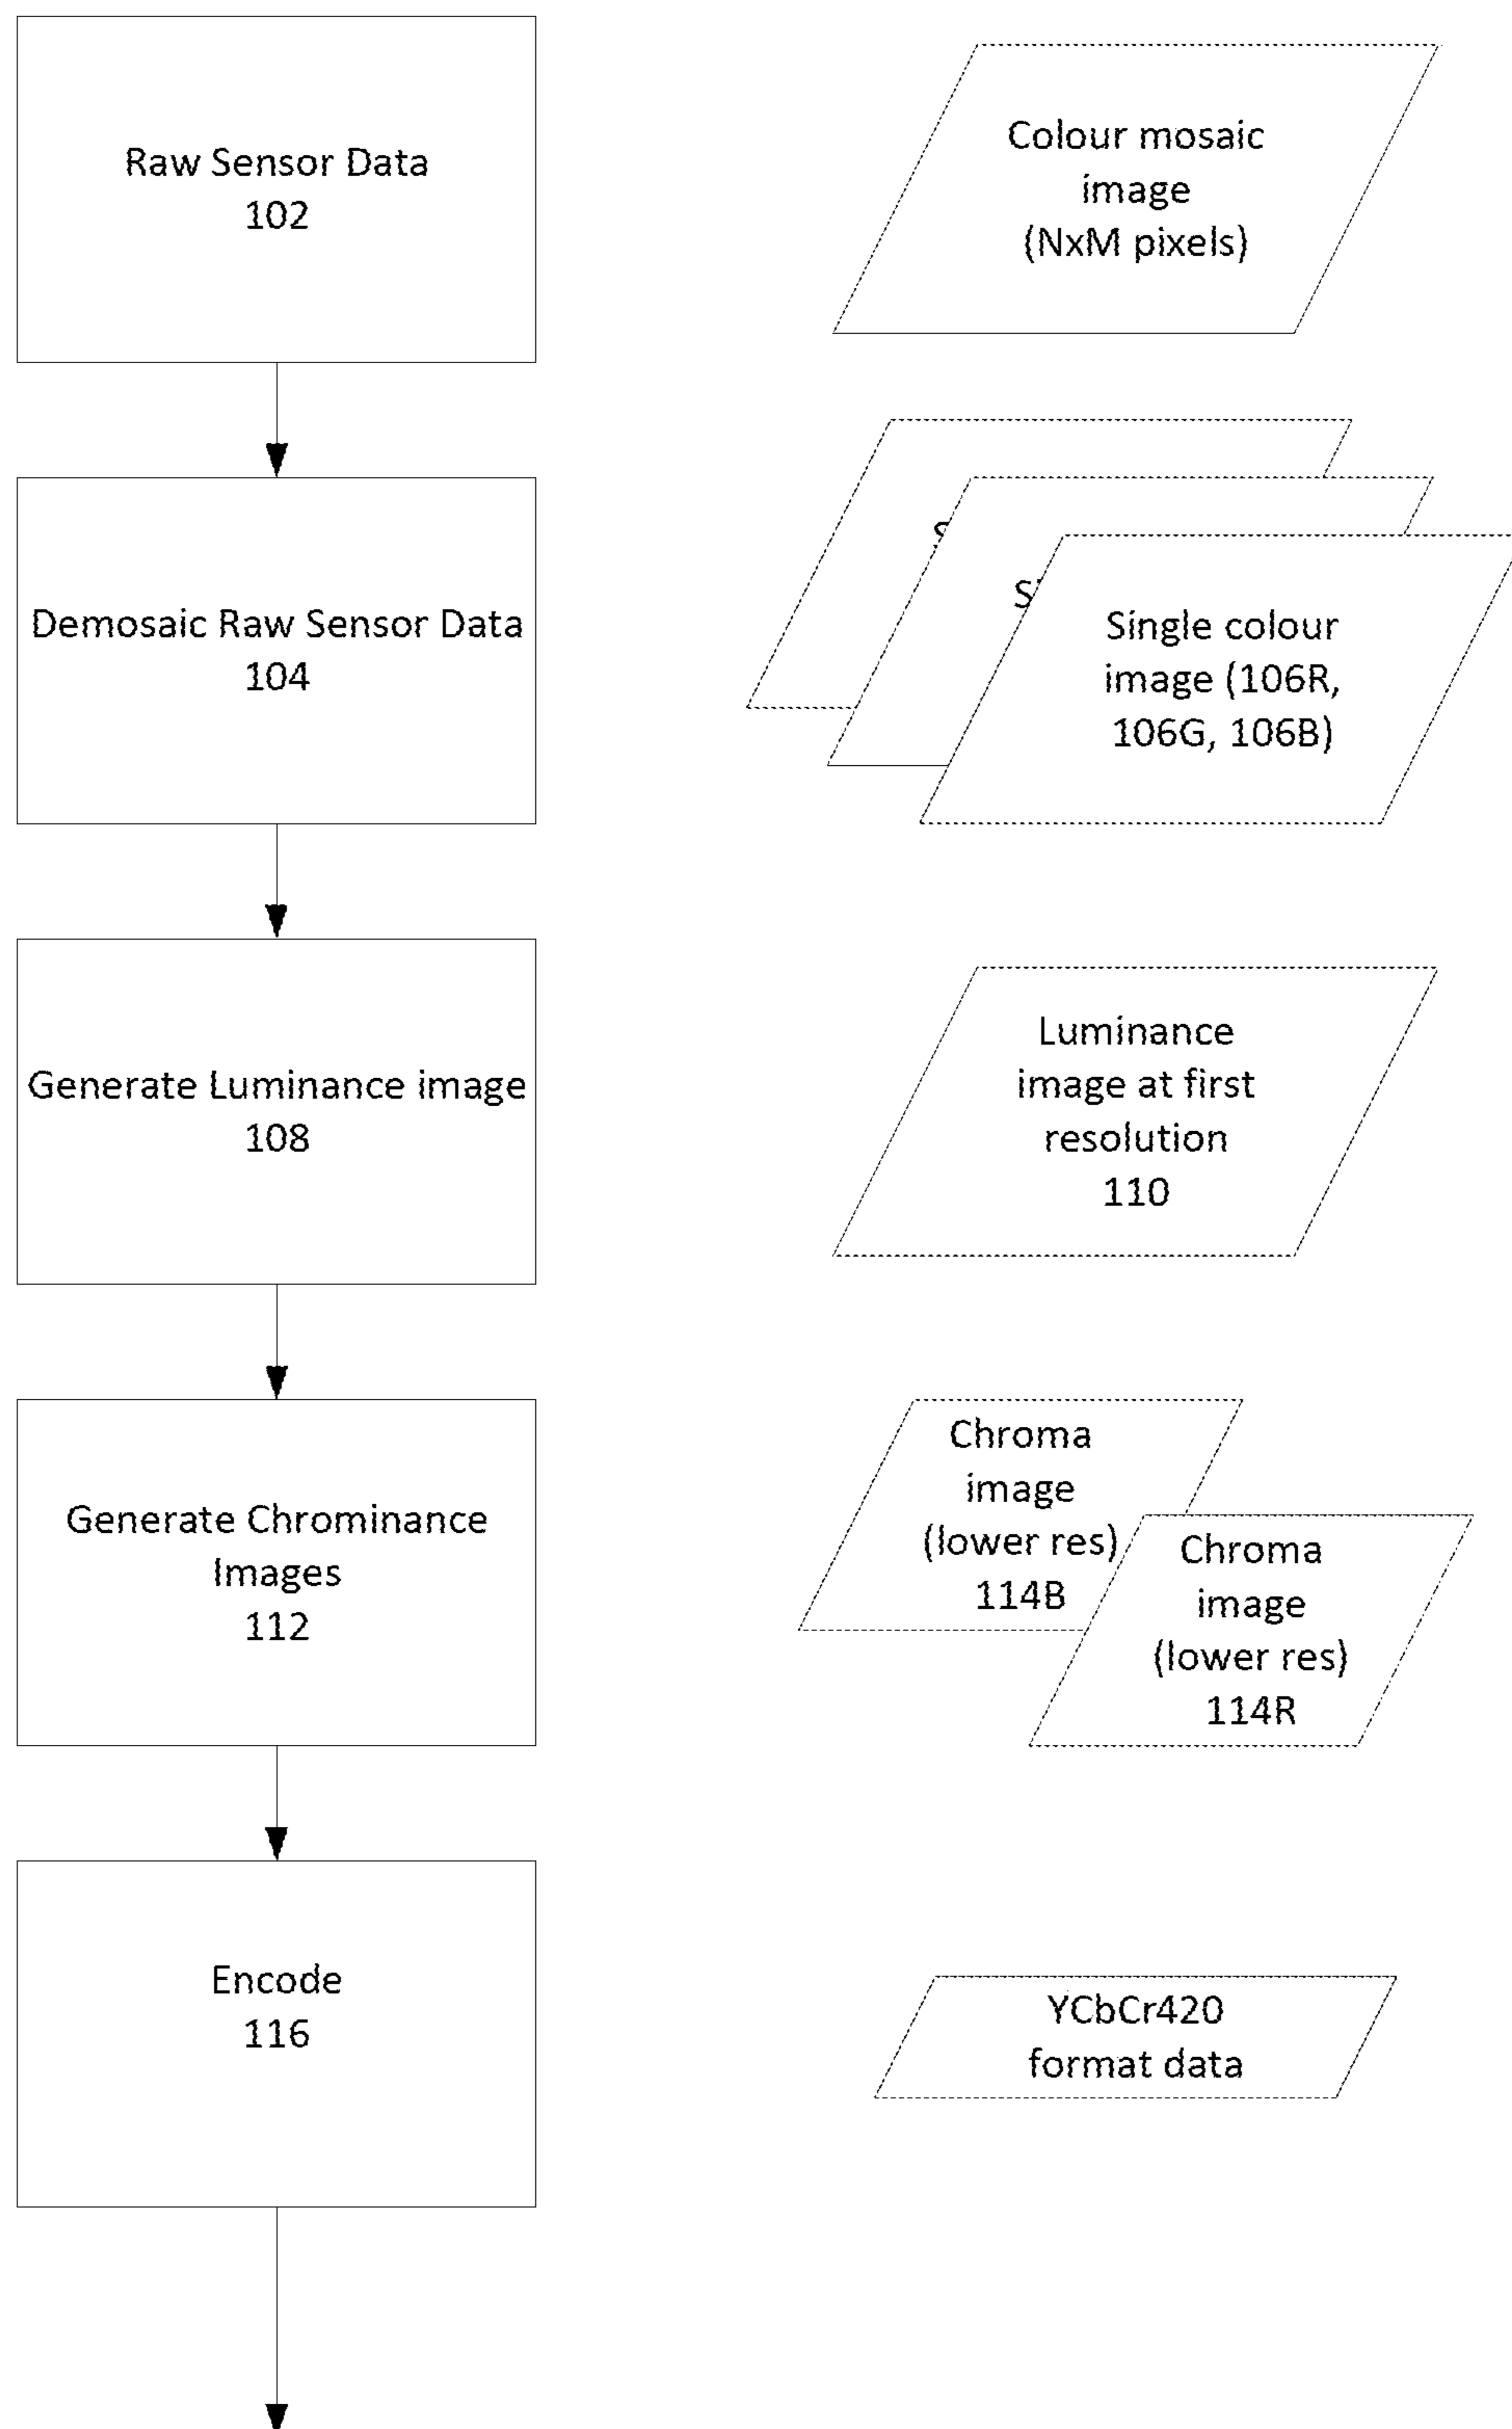 Raw Sensor Data
102
Colour mosaic
image
(NxM pixels)
Demosaic Raw Sensor Data
104
Single colour
image (106R,
106G, 106B)
Generate Luminance image
108
Luminance
image at first
resolution
110
Generate Chrominance
Images
112
Chroma
image
(lower res)
114B
Chroma
image
(lower res)
114R
Encode
116
YCbCr420
format data